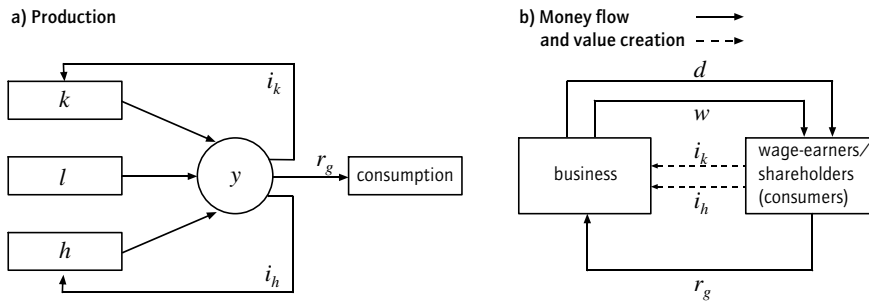 a) Production
k
l
h
y
i_k
r_g
consumption
i_h
b) Money flow
and value creation
d
w
business
i_k
i_h
wage-earners/
shareholders
(consumers)
r_g